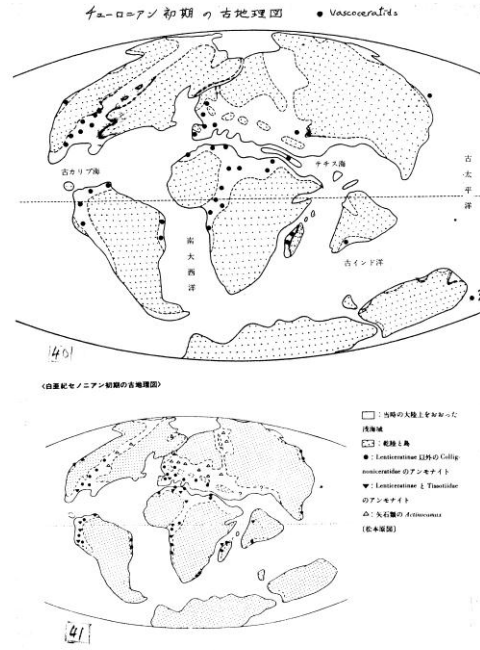 チューロニアン初期の古地理図 ● Vascoceratids
古カリブ海
テチス海
古太平洋
南大西洋
古インド洋
401
〈白亜紀セノニアン初期の古地理図〉
□：当時の大陸上をおおった
浅海域
：乾陸と島
●：Lenticeratinae 以外の Collig-
noniceratidae のアンモナイト
▼：Lenticeratinae と Tissotiidae
のアンモナイト
△：矢石類の Actinocamax
(松本原図)
41